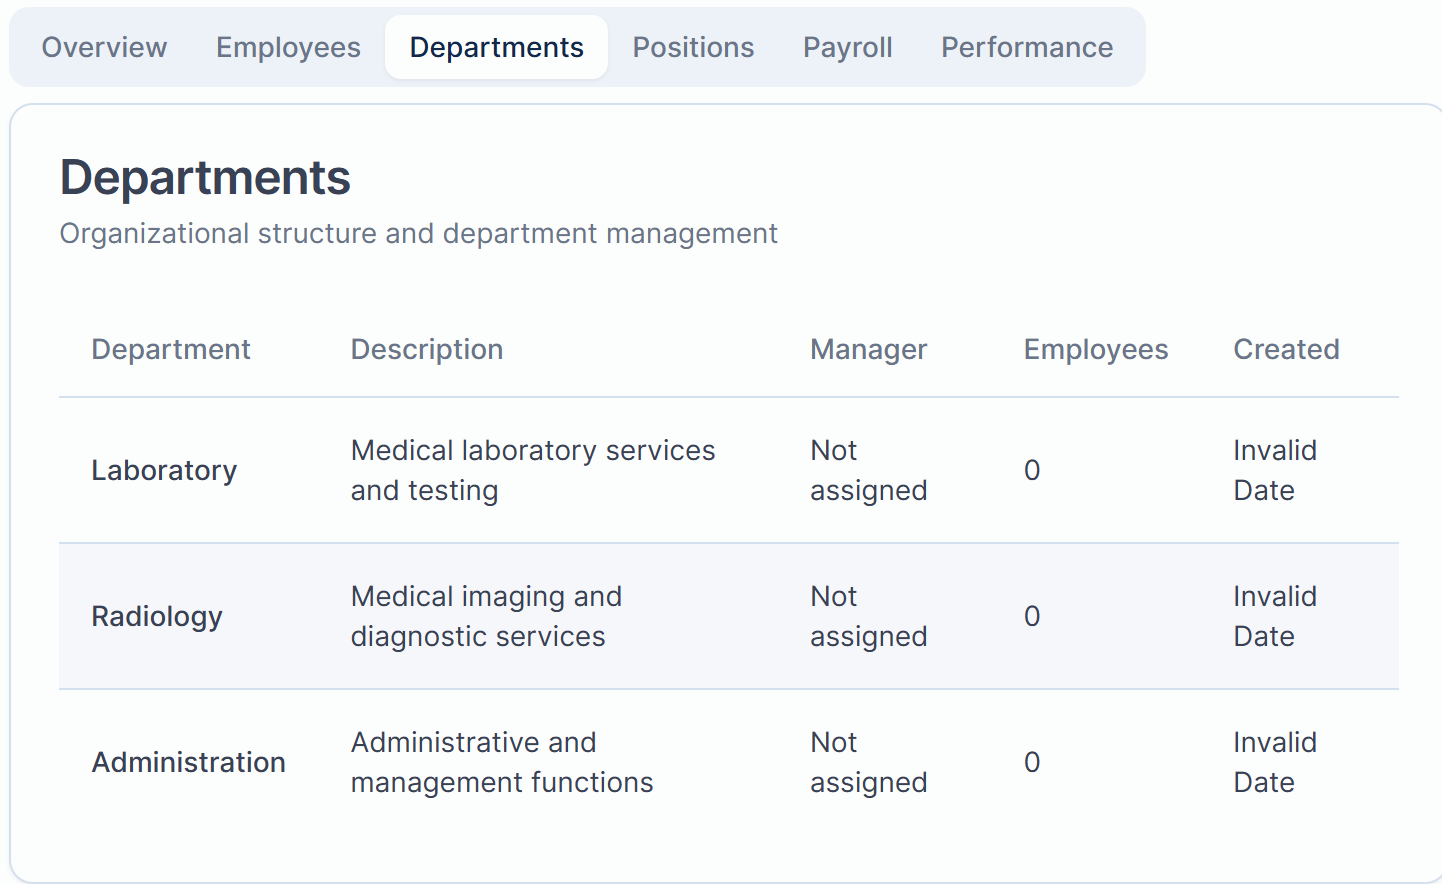 Overview Employees Departments Positions Payroll Performance
Departments
Organizational structure and department management
Department Description Manager Employees Created
Laboratory
Medical laboratory services
and testing
Not
assigned
0
Invalid
Date
Radiology
Medical imaging and
diagnostic services
Not
assigned
0
Invalid
Date
Administration
Administrative and
management functions
Not
assigned
0
Invalid
Date